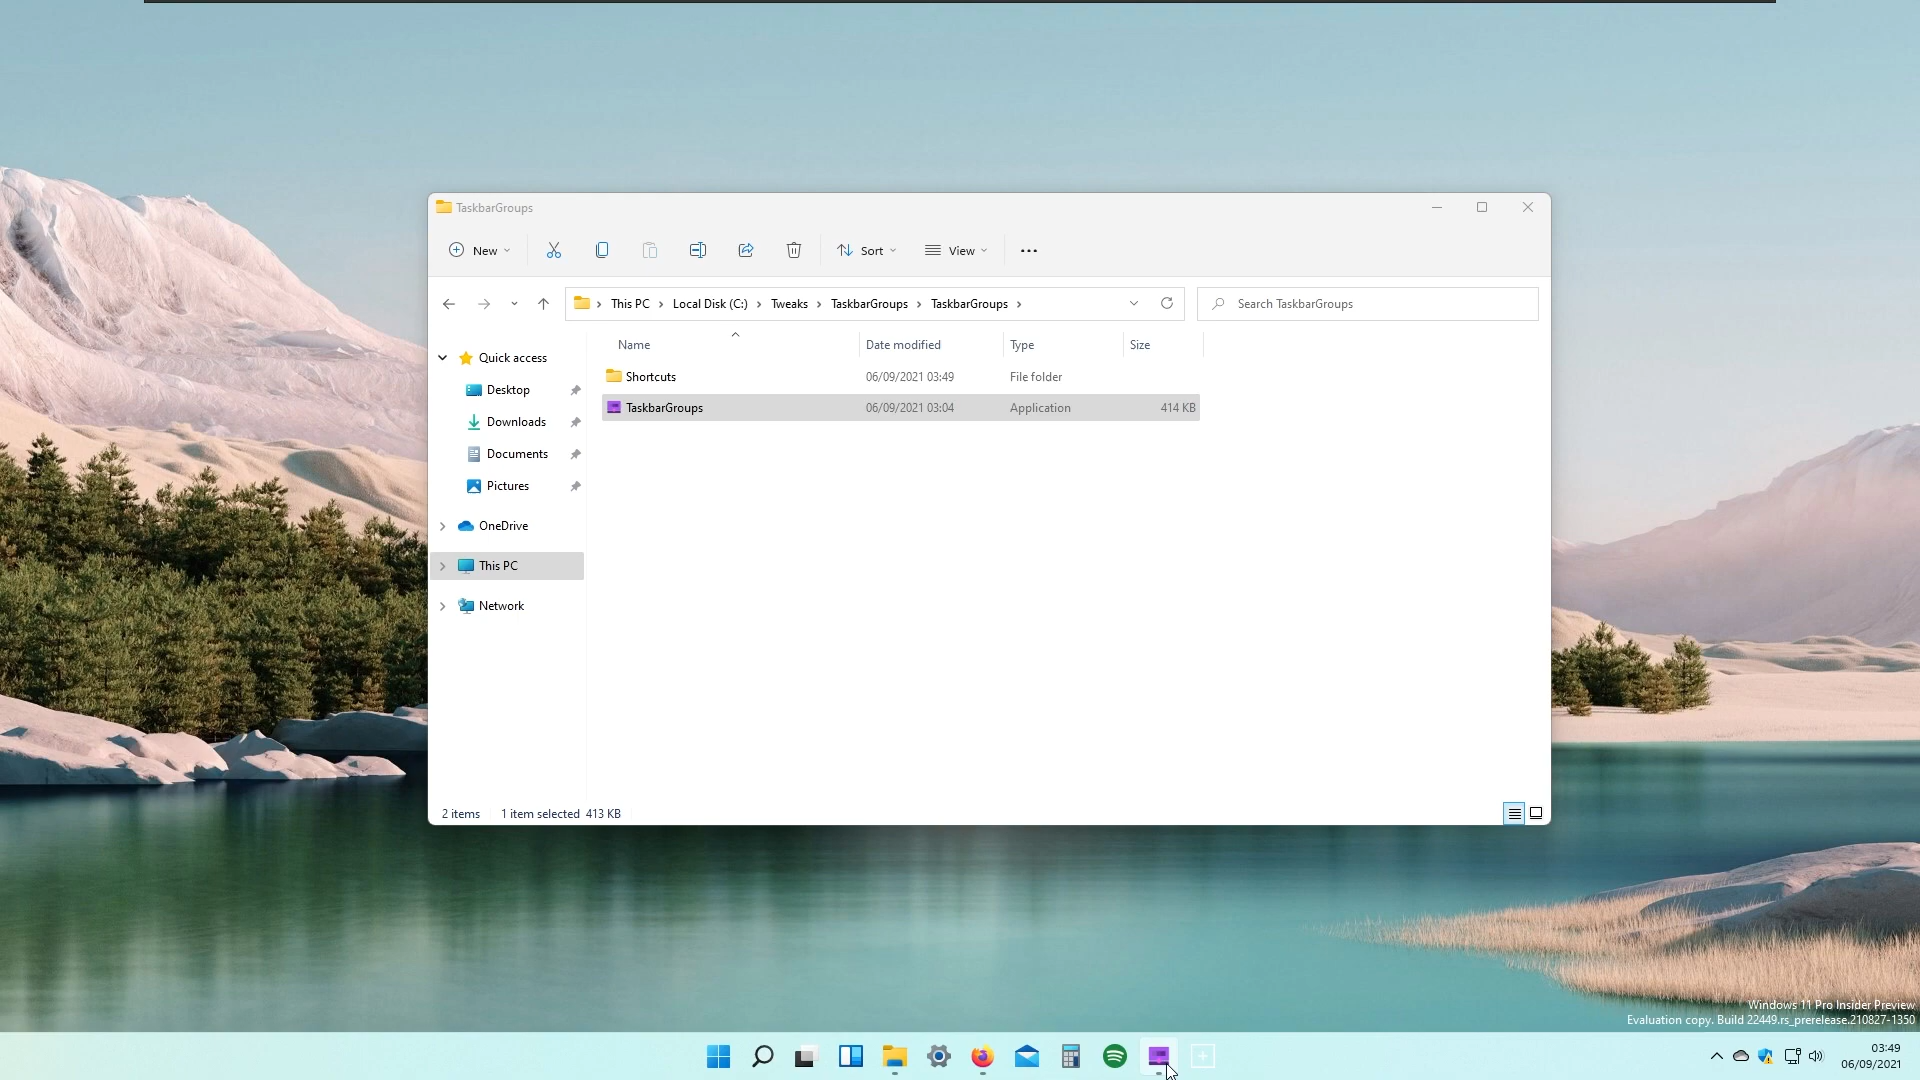 TaskbarGroups
New
Sort
View
This PC
Local Disk (C:)
Tweaks
TaskbarGroups
TaskbarGroups
Search TaskbarGroups
Name
Date modified
Type
Size
Shortcuts
06/09/2021 03:49
File folder
TaskbarGroups
06/09/2021 03:04
Application
414 KB
Quick access
Desktop
Downloads
Documents
Pictures
OneDrive
This PC
Network
2 items
1 item selected 413 KB
Windows 11 Pro Insider Preview
Evaluation copy. Build 22449.rs_prerelease.210827-1350
03:49
06/09/2021